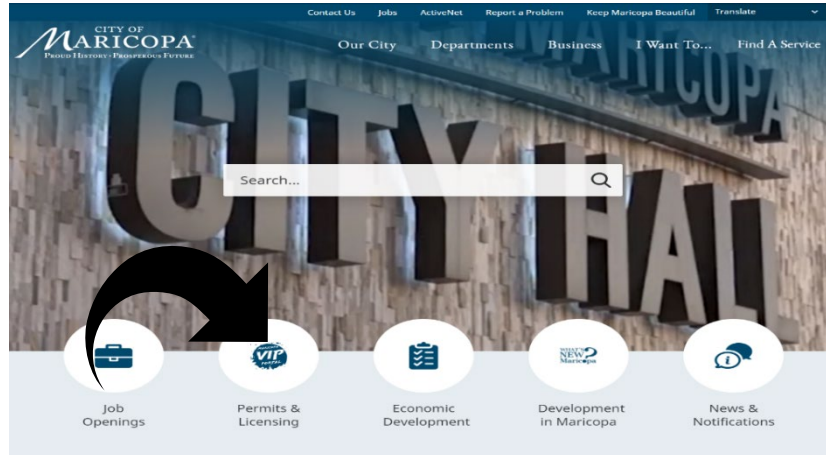 Contact Us Jobs ActiveNet Report a Problem Keep Maricopa Beautiful Translate
CITY OF
MARICOPA
PROUD HISTORY • PROSPEROUS FUTURE
Our City Departments Business I Want To... Find A Service
MARICOPA
CITY HALL
Search...
VIP
PORTAL
WHAT'S
NEW?
Maricopa
i
Job
Openings
Permits &
Licensing
Economic
Development
Development
in Maricopa
News &
Notifications